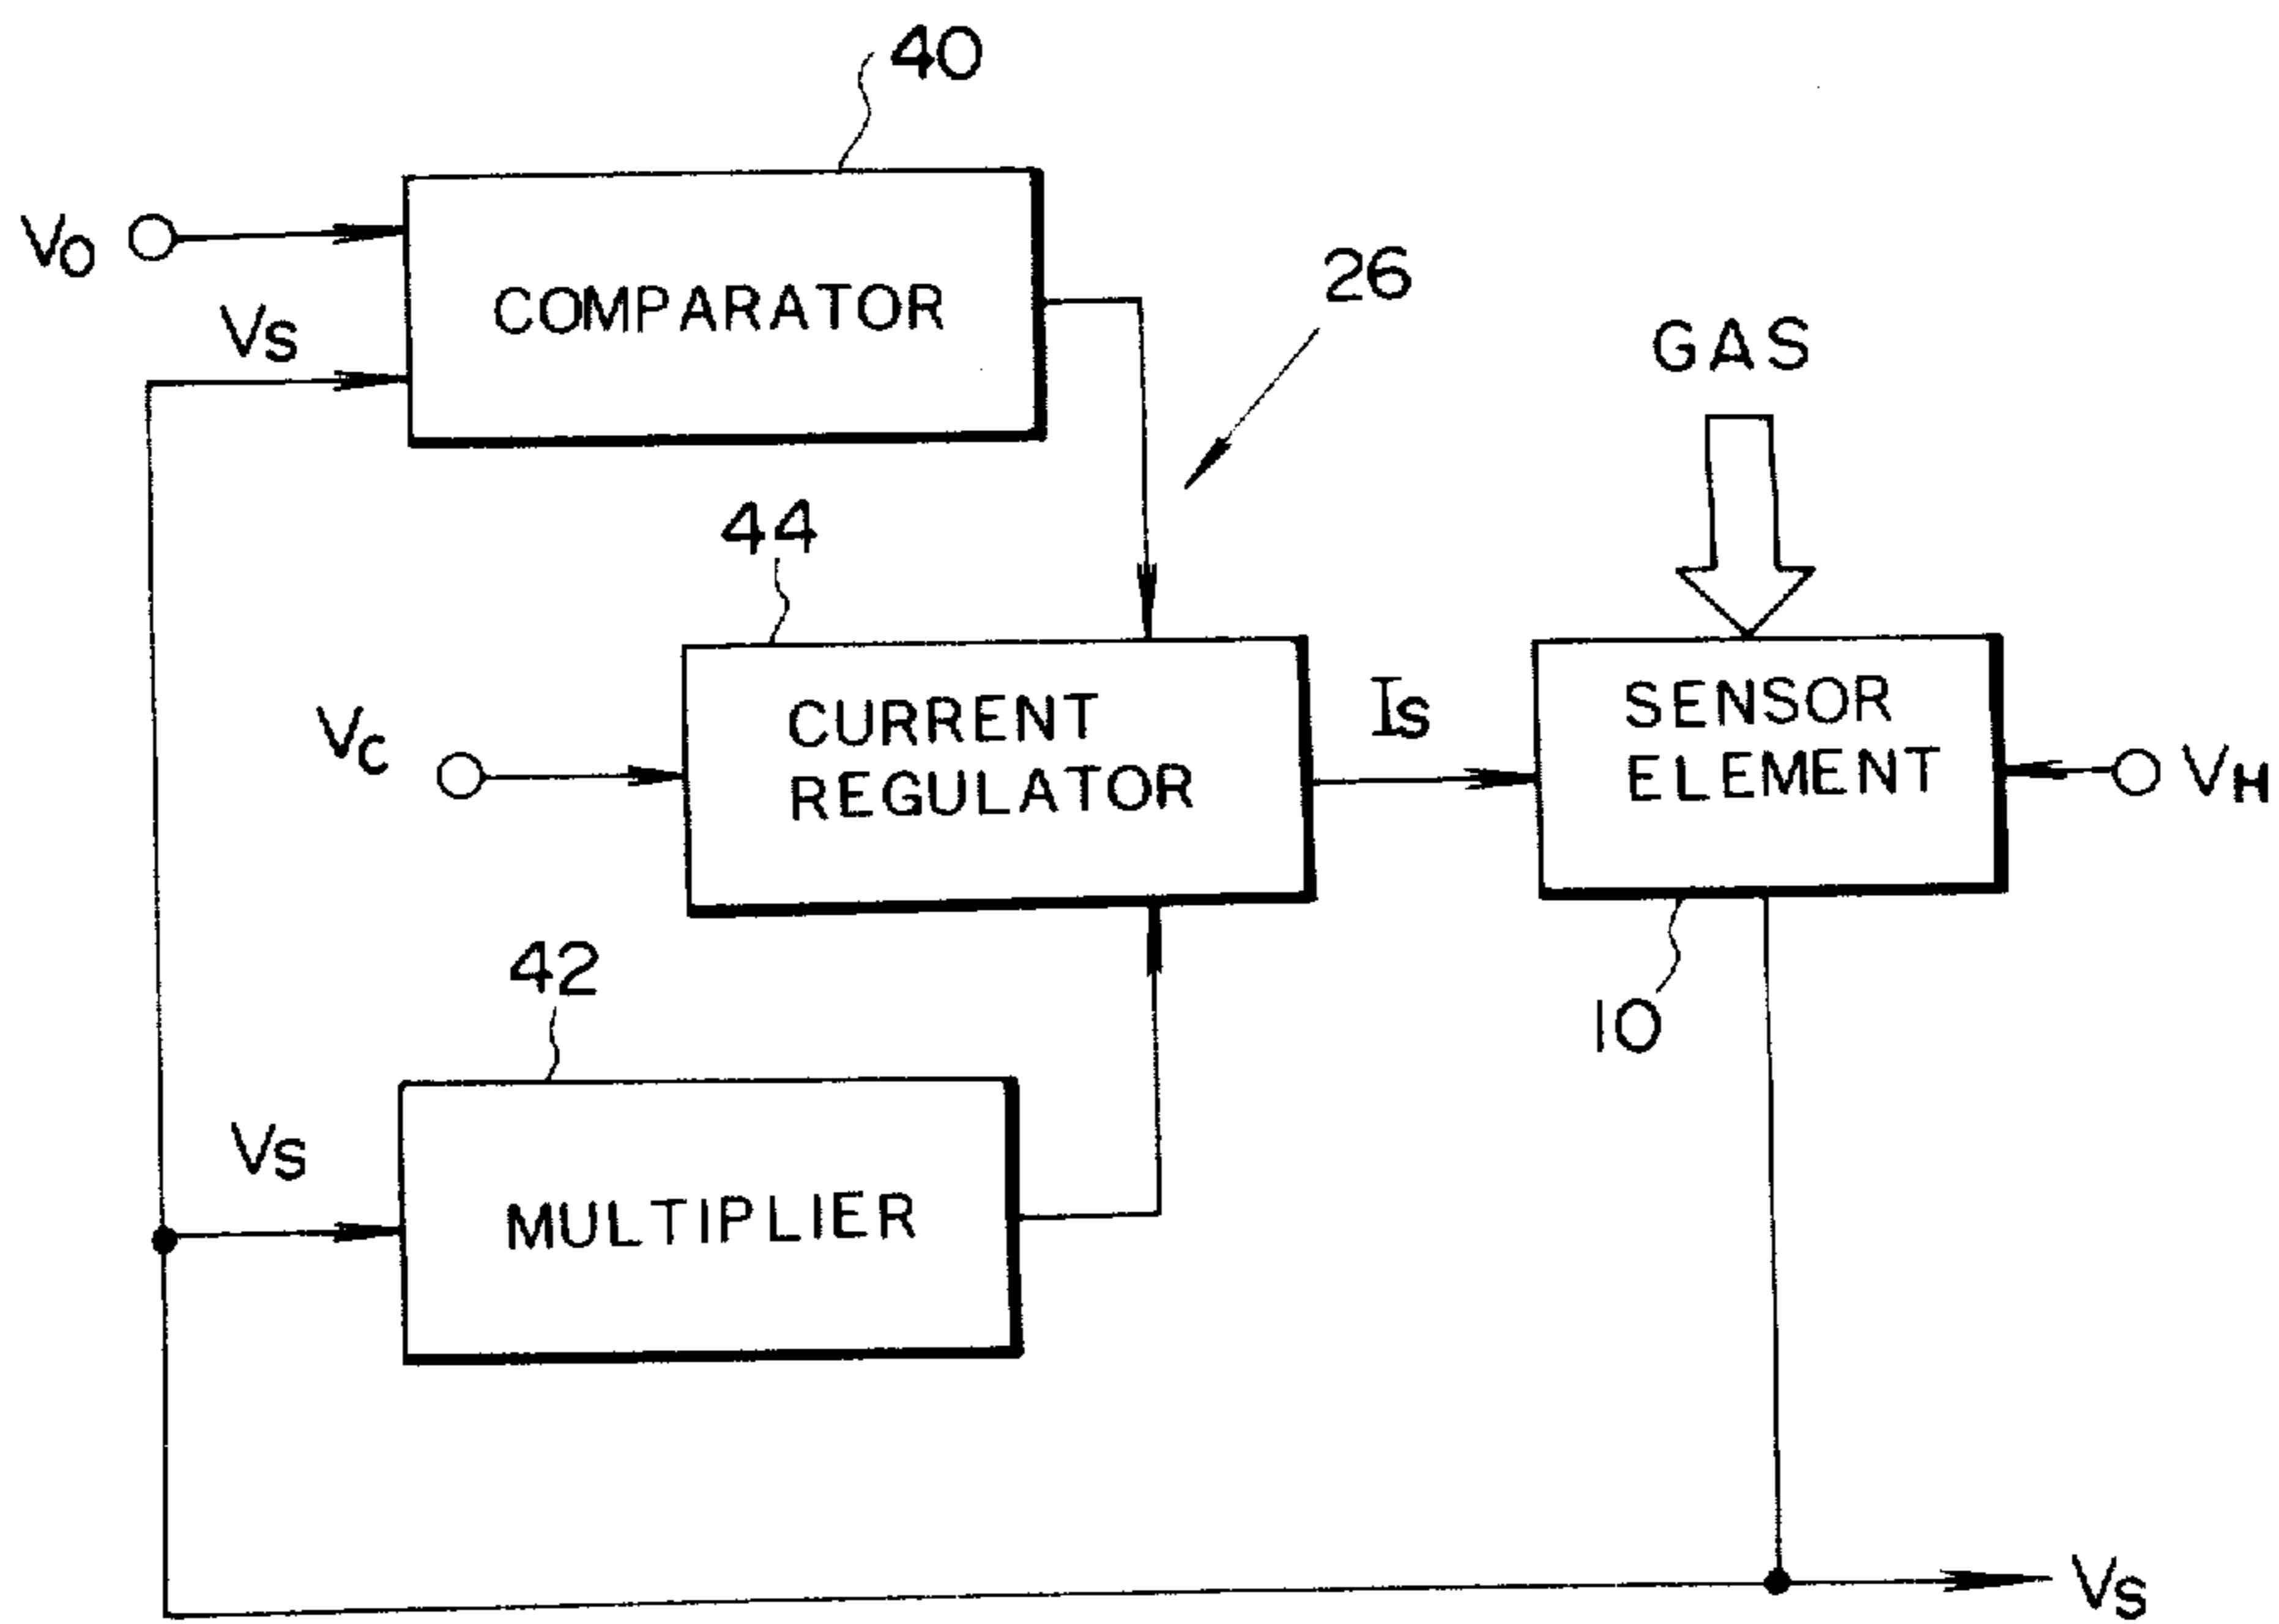 40
Vo
COMPARATOR
Vs
26
GAS
44
Vc
CURRENT
REGULATOR
Is
SENSOR
ELEMENT
VH
42
10
Vs
MULTIPLIER
Vs